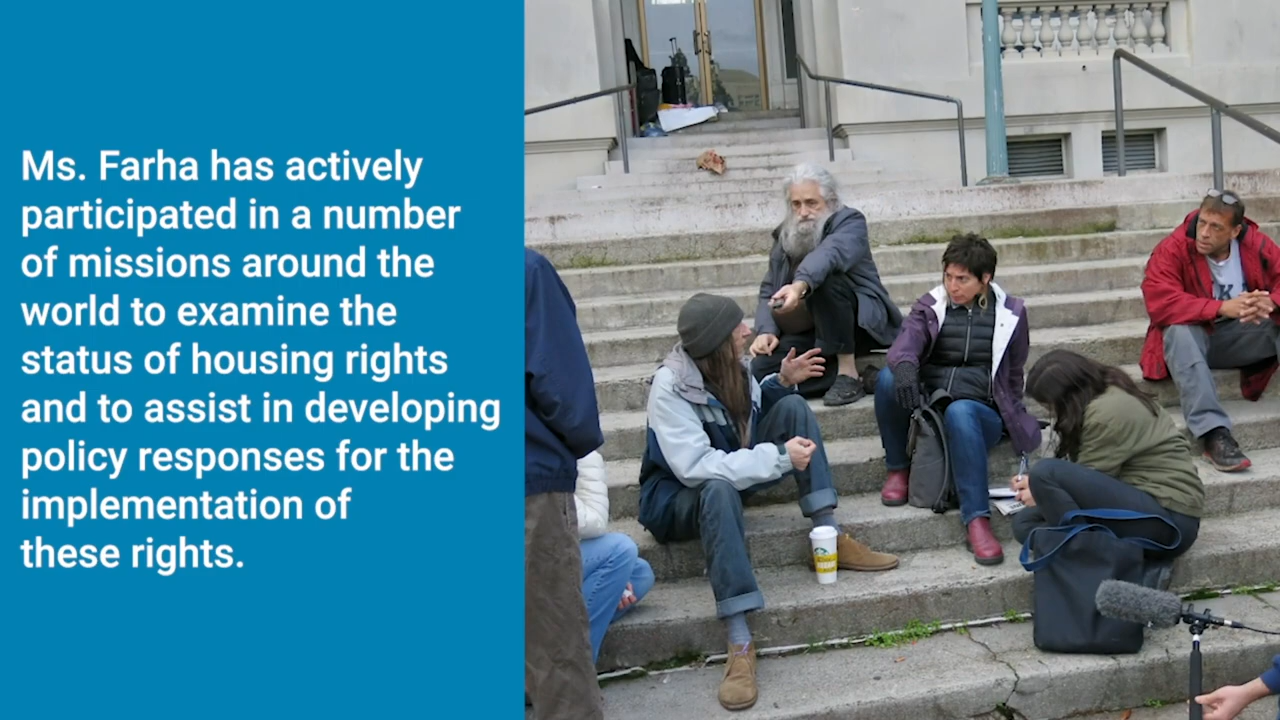 Ms. Farha has actively
participated in a number
of missions around the
world to examine the
status of housing rights
and to assist in developing
policy responses for the
implementation of
these rights.